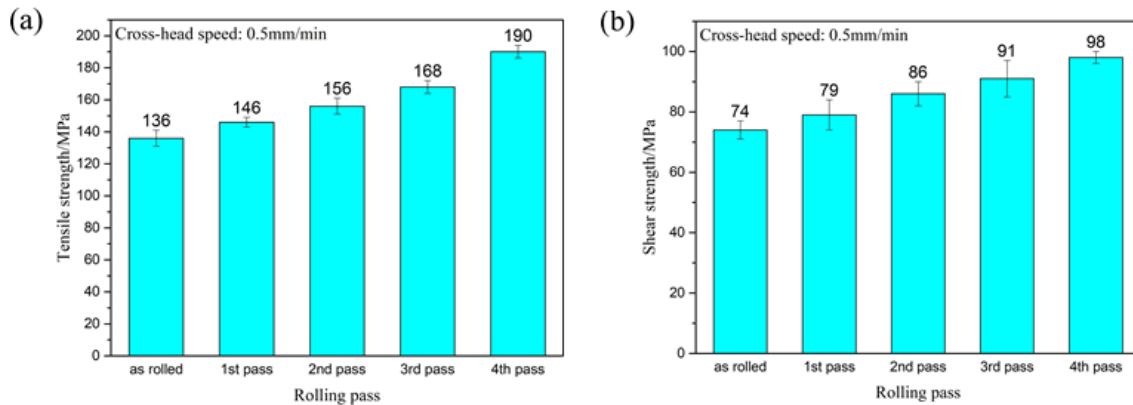 (a)
Cross-head speed: 0.5mm/min
Tensile strength/MPa
200
180
160
140
120
100
80
60
40
20
0
136
146
156
168
190
as rolled 1st pass 2nd pass 3rd pass 4th pass
Rolling pass
(b)
Cross-head speed: 0.5mm/min
Shear strength/MPa
100
80
60
40
20
0
74
79
86
91
98
as rolled 1st pass 2nd pass 3rd pass 4th pass
Rolling pass